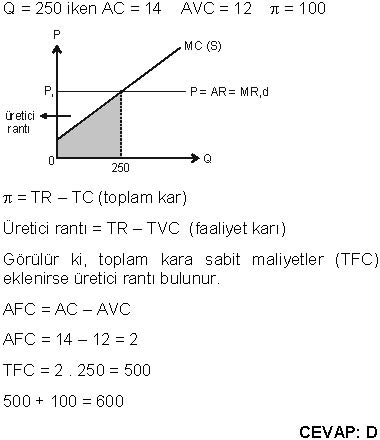 Q = 250 iken AC = 14 AVC = 12 π = 100
P
MC (S)
P,
P = AR = MR,d
üretici
rantı
0
250
Q
π = TR – TC (toplam kar)
Üretici rantı = TR – TVC (faaliyet karı)
Görülür ki, toplam kara sabit maliyetler (TFC)
eklenirse üretici rantı bulunur.
AFC = AC – AVC
AFC = 14 – 12 = 2
TFC = 2 . 250 = 500
500 + 100 = 600
CEVAP: D